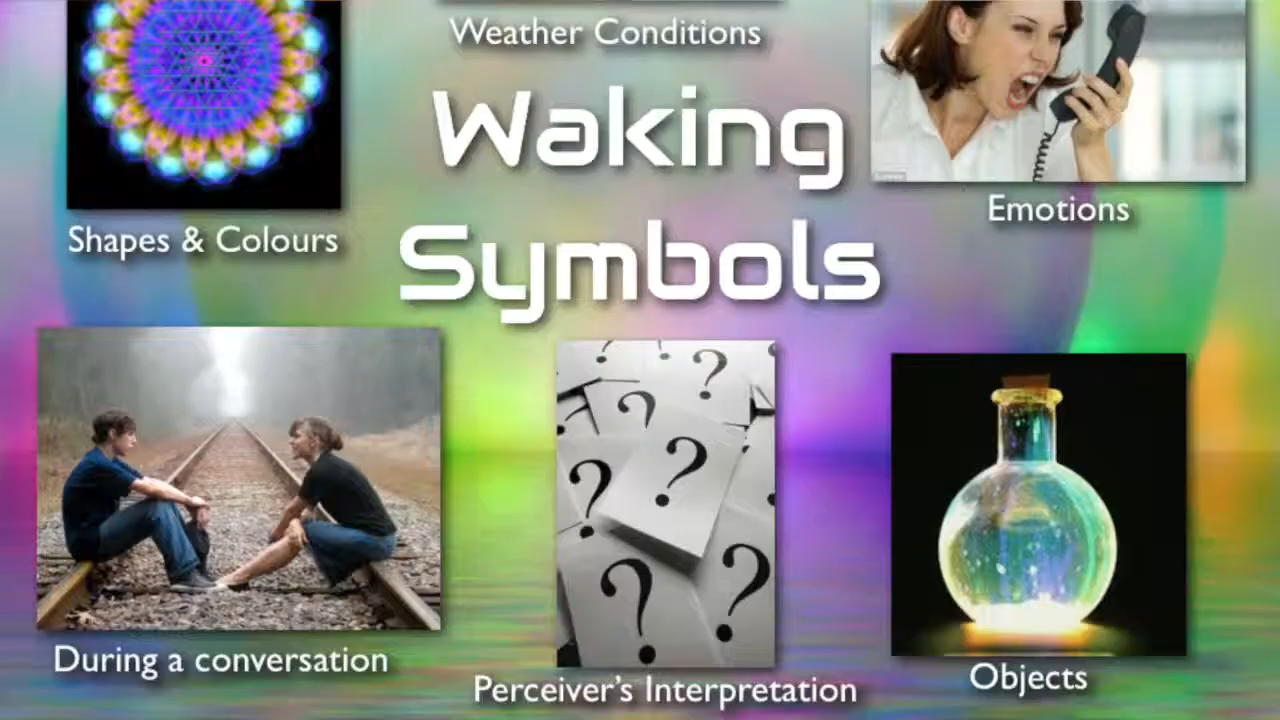 Weather Conditions
Waking
Symbols
Emotions
Shapes & Colours
? ? ?
? ?
? ?
? ?
During a conversation
Perceiver's Interpretation
Objects